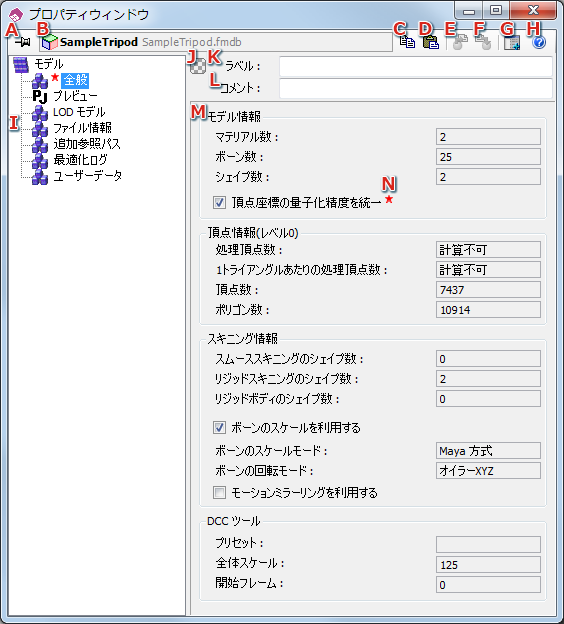 プロパティウィンドウ
A B C D E F G H
SampleTripod SampleTripod.fmdb
モデル
全般
プレビュー
LOD モデル
I ファイル情報
追加参照パス
最適化ログ
ユーザーデータ
J K ラベル :
L コメント :
M モデル情報
マテリアル数 : 2
ボーン数 : 25
シェイプ数 : 2
N
頂点座標の量子化精度を統一
頂点情報(レベル0)
処理頂点数 : 計算不可
1トライアングルあたりの処理頂点数 : 計算不可
頂点数 : 7437
ポリゴン数 : 10914
スキニング情報
スムーススキニングのシェイプ数 : 0
リジッドスキニングのシェイプ数 : 2
リジッドボディのシェイプ数 : 0
ボーンのスケールを利用する
ボーンのスケールモード : Maya 方式
ボーンの回転モード : オイラーXYZ
モーションミラーリングを利用する
DCC ツール
プリセット :
全体スケール : 125
開始フレーム : 0